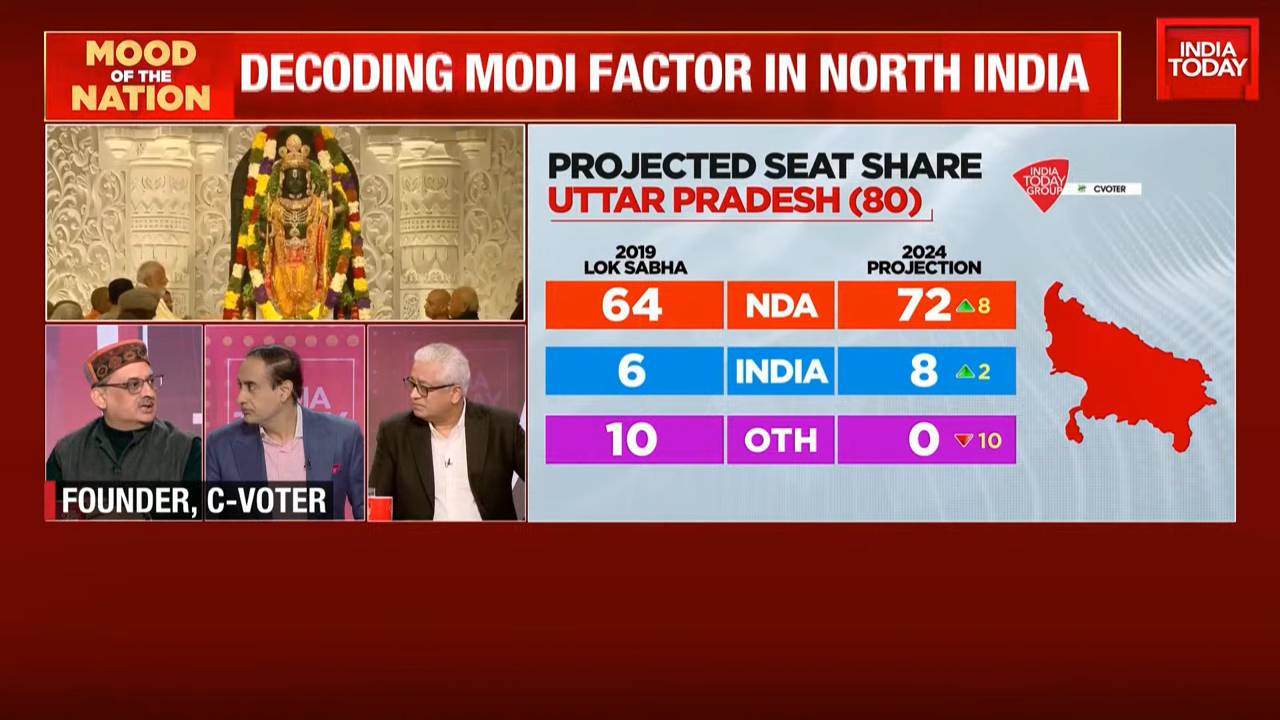 MOOD
OF THE
NATION
DECODING MODI FACTOR IN NORTH INDIA
INDIA
TODAY
PROJECTED SEAT SHARE
UTTAR PRADESH (80)
INDIA
TODAY
GROUP
CVOTER
2019
LOK SABHA
2024
PROJECTION
64 NDA 72 8
6 INDIA 8 2
10 OTH 0 10
FOUNDER, C-VOTER